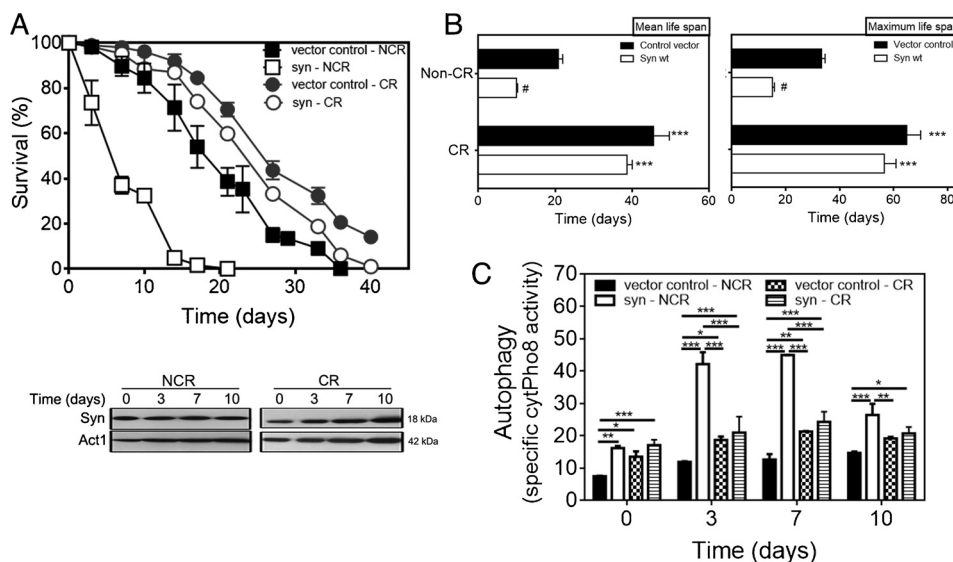 A
100
80
60
40
20
0
Survival (%)
vector control - NCR
syn - NCR
vector control - CR
syn - CR
0 10 20 30 40
Time (days)
NCR CR
Time (days) 0 3 7 10 0 3 7 10
Syn 18 kDa
Act1 42 kDa
B
Mean life span
Control vector
Syn wt
Non-CR
#
CR
***
***
0 20 40 60
Time (days)
Maximum life span
Vector control
Syn wt
#
***
***
0 20 40 60 80
Time (days)
C
Autophagy
(specific cytPho8 activity)
70
60
50
40
30
20
10
0
vector control - NCR
syn - NCR
vector control - CR
syn - CR
***
*
**
***
***
*
*** ***
***
***
**
*** ***
*
*** **
0 3 7 10
Time (days)